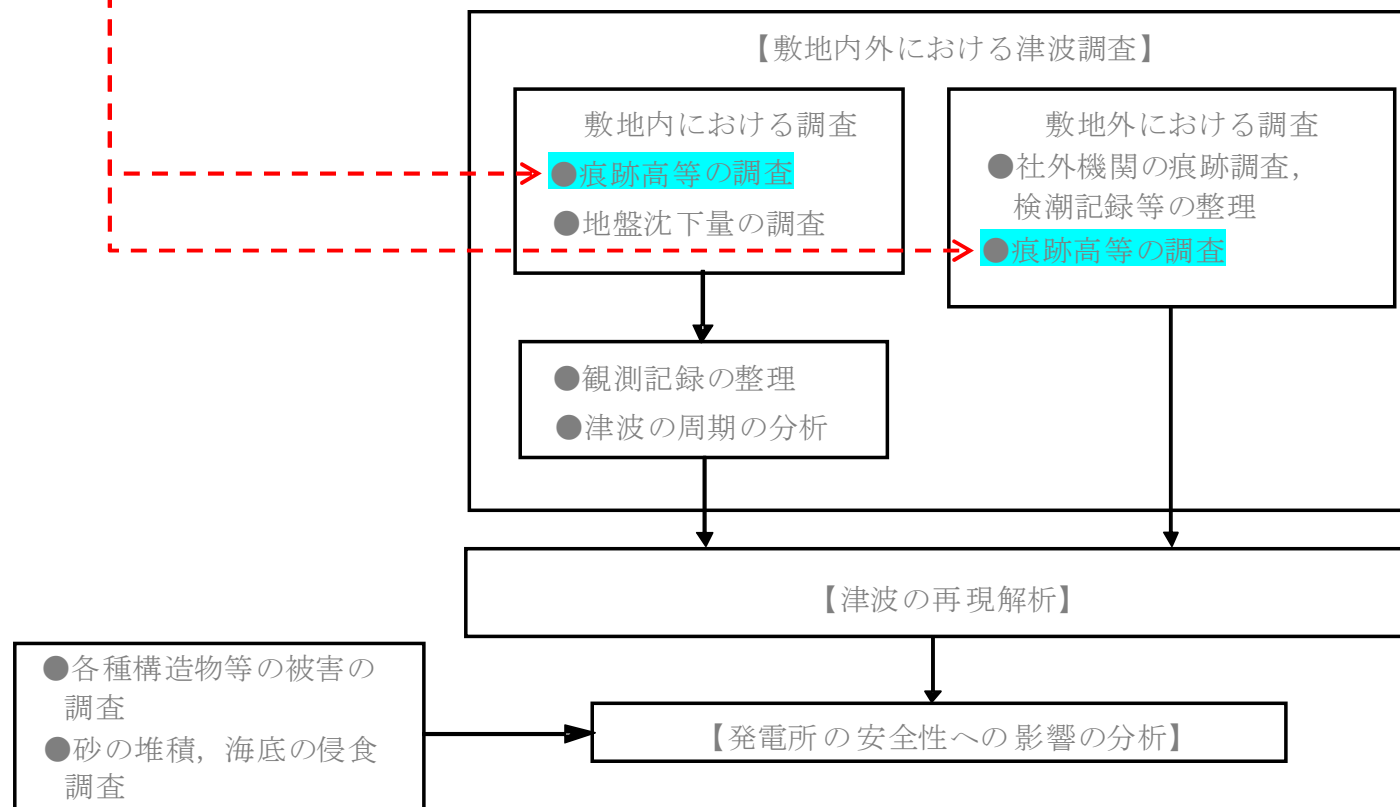 【敷地内外における津波調査】
敷地内における調査
●痕跡高等の調査
●地盤沈下量の調査
敷地外における調査
●社外機関の痕跡調査,
検潮記録等の整理
●痕跡高等の調査
●観測記録の整理
●津波の周期の分析
【津波の再現解析】
●各種構造物等の被害の
調査
●砂の堆積, 海底の侵食
調査
【発電所の安全性への影響の分析】